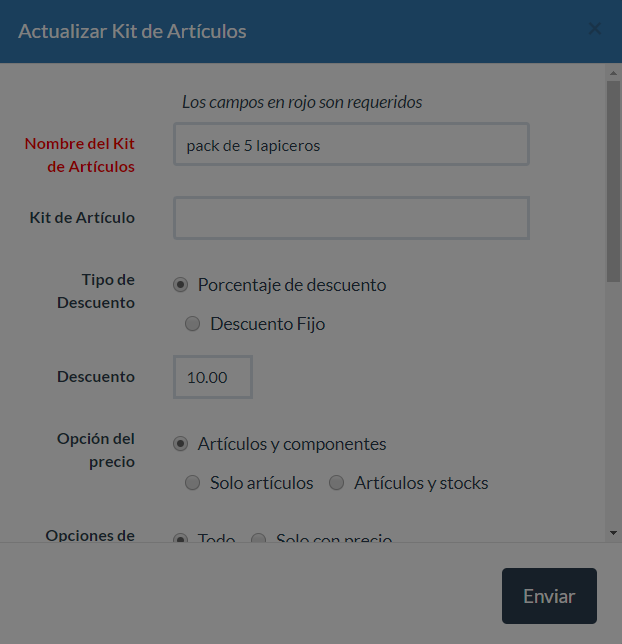 Actualizar Kit de Artículos
Los campos en rojo son requeridos
Nombre del Kit
de Artículos
pack de 5 lapiceros
Kit de Artículo
Tipo de
Descuento
Porcentaje de descuento
Descuento Fijo
Descuento
10.00
Opción del
precio
Artículos y componentes
Solo artículos
Artículos y stocks
Opciones de
Todo
Solo con precio
Enviar